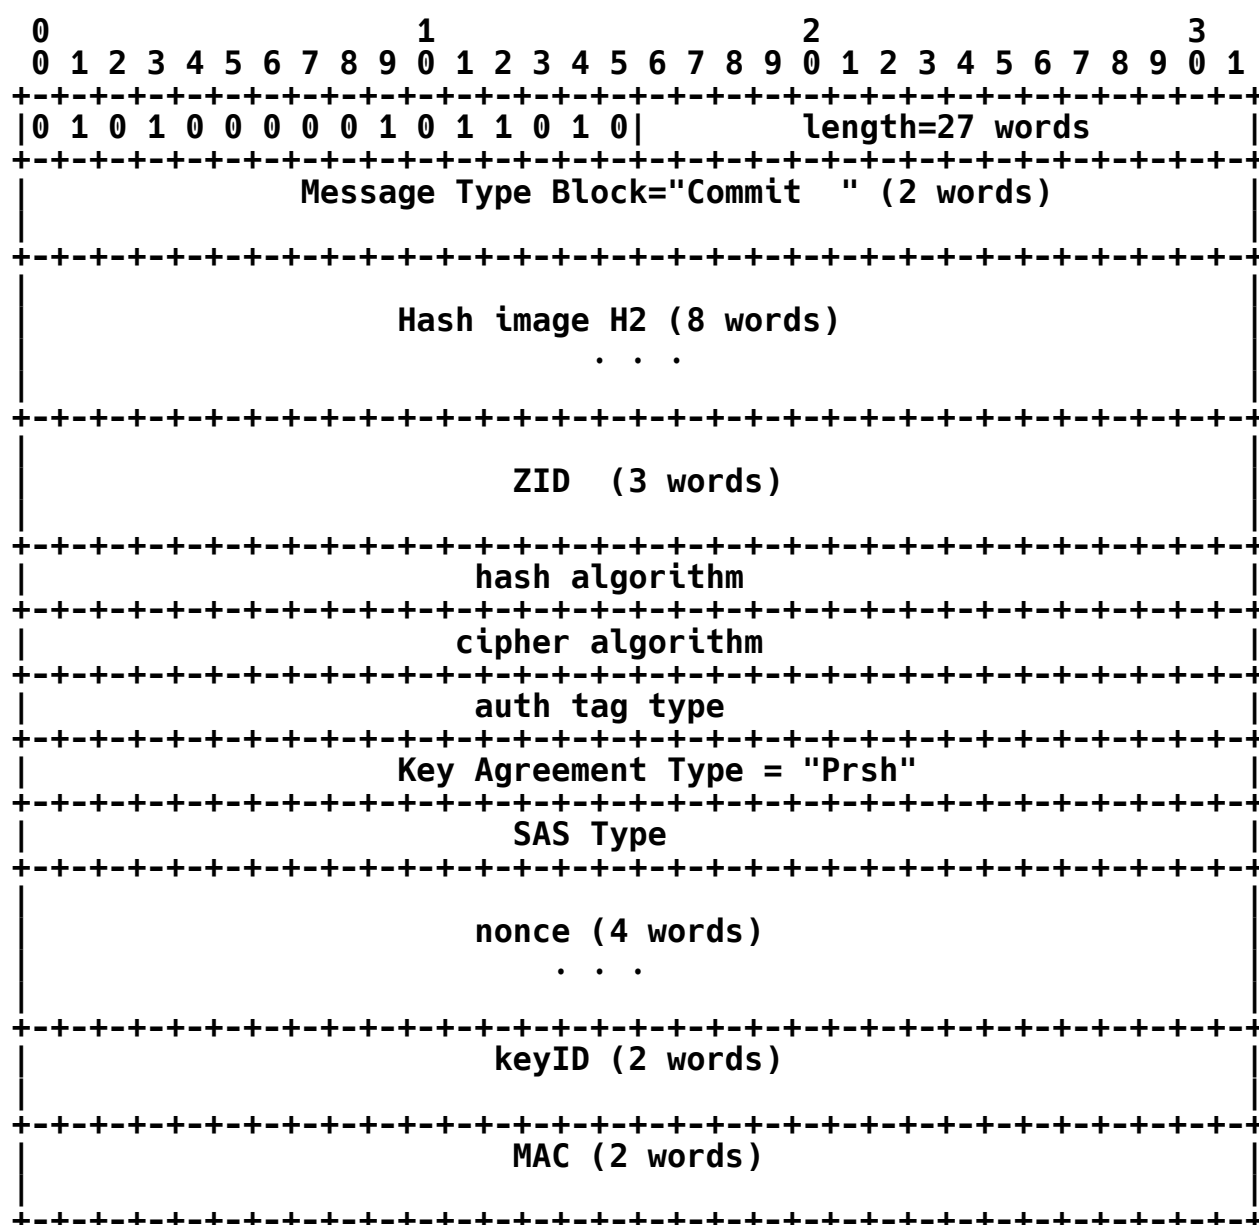 0                   1                   2                   3
0 1 2 3 4 5 6 7 8 9 0 1 2 3 4 5 6 7 8 9 0 1 2 3 4 5 6 7 8 9 0 1
+-+-+-+-+-+-+-+-+-+-+-+-+-+-+-+-+-+-+-+-+-+-+-+-+-+-+-+-+-+-+-+-+
|0 1 0 1 0 0 0 0 0 1 0 1 1 0 1 0|        length=27 words        |
+-+-+-+-+-+-+-+-+-+-+-+-+-+-+-+-+-+-+-+-+-+-+-+-+-+-+-+-+-+-+-+-+
|              Message Type Block="Commit  " (2 words)          |
|                                                               |
+-+-+-+-+-+-+-+-+-+-+-+-+-+-+-+-+-+-+-+-+-+-+-+-+-+-+-+-+-+-+-+-+
|                                                               |
|                   Hash image H2 (8 words)                     |
|                             . . .                             |
|                                                               |
+-+-+-+-+-+-+-+-+-+-+-+-+-+-+-+-+-+-+-+-+-+-+-+-+-+-+-+-+-+-+-+-+
|                                                               |
|                         ZID  (3 words)                        |
|                                                               |
+-+-+-+-+-+-+-+-+-+-+-+-+-+-+-+-+-+-+-+-+-+-+-+-+-+-+-+-+-+-+-+-+
|                       hash algorithm                          |
+-+-+-+-+-+-+-+-+-+-+-+-+-+-+-+-+-+-+-+-+-+-+-+-+-+-+-+-+-+-+-+-+
|                      cipher algorithm                         |
+-+-+-+-+-+-+-+-+-+-+-+-+-+-+-+-+-+-+-+-+-+-+-+-+-+-+-+-+-+-+-+-+
|                       auth tag type                           |
+-+-+-+-+-+-+-+-+-+-+-+-+-+-+-+-+-+-+-+-+-+-+-+-+-+-+-+-+-+-+-+-+
|                   Key Agreement Type = "Prsh"                 |
+-+-+-+-+-+-+-+-+-+-+-+-+-+-+-+-+-+-+-+-+-+-+-+-+-+-+-+-+-+-+-+-+
|                         SAS Type                              |
+-+-+-+-+-+-+-+-+-+-+-+-+-+-+-+-+-+-+-+-+-+-+-+-+-+-+-+-+-+-+-+-+
|                                                               |
|                       nonce (4 words)                         |
|                           . . .                               |
|                                                               |
+-+-+-+-+-+-+-+-+-+-+-+-+-+-+-+-+-+-+-+-+-+-+-+-+-+-+-+-+-+-+-+-+
|                        keyID (2 words)                        |
|                                                               |
+-+-+-+-+-+-+-+-+-+-+-+-+-+-+-+-+-+-+-+-+-+-+-+-+-+-+-+-+-+-+-+-+
|                         MAC (2 words)                         |
|                                                               |
+-+-+-+-+-+-+-+-+-+-+-+-+-+-+-+-+-+-+-+-+-+-+-+-+-+-+-+-+-+-+-+-+